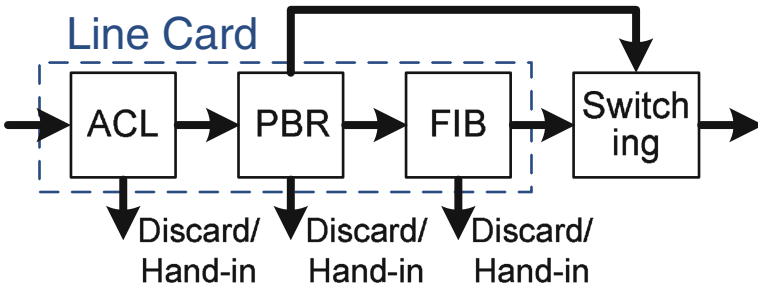 Line Card
ACL
PBR
FIB
Switch
ing
Discard/
Hand-in
Discard/
Hand-in
Discard/
Hand-in